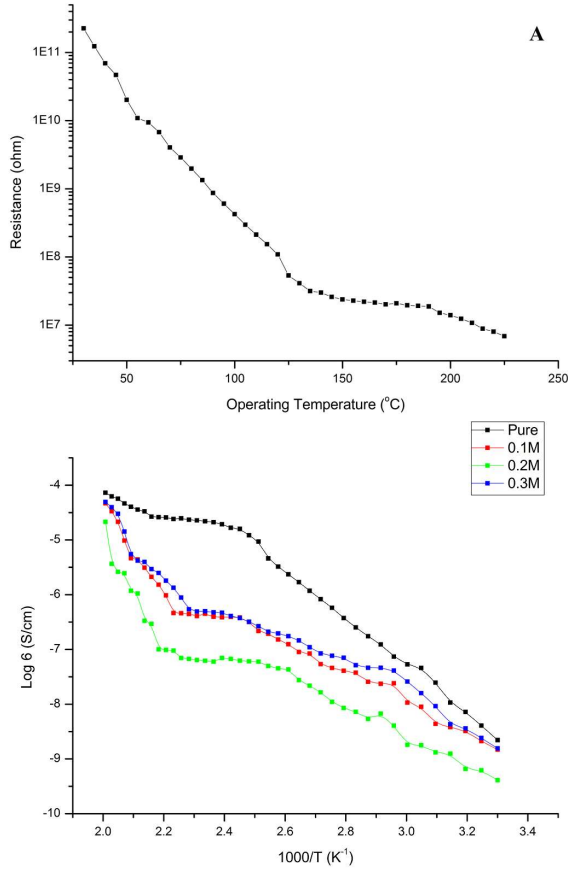 A
1E11
1E10
1E9
1E8
1E7
Resistance (ohm)
50
100
150
200
250
Operating Temperature (°C)
Pure
0.1M
0.2M
0.3M
-4
-5
-6
-7
-8
-9
-10
Log 6 (S/cm)
2.0
2.2
2.4
2.6
2.8
3.0
3.2
3.4
1000/T (K⁻¹)